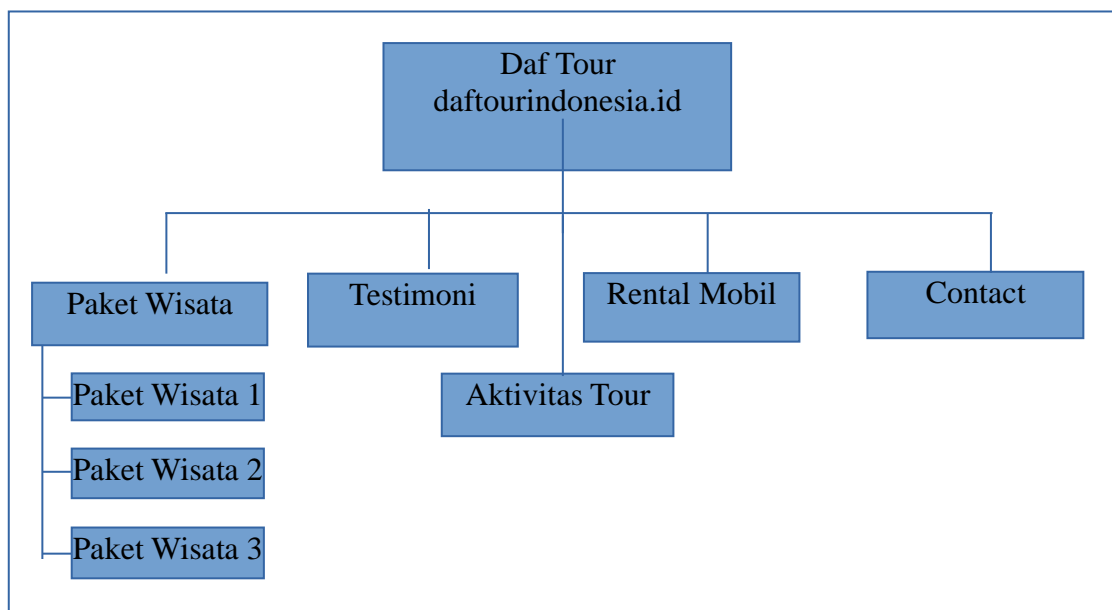 Daf Tour
daftourindonesia.id
Paket Wisata
Testimoni
Rental Mobil
Contact
Aktivitas Tour
Paket Wisata 1
Paket Wisata 2
Paket Wisata 3